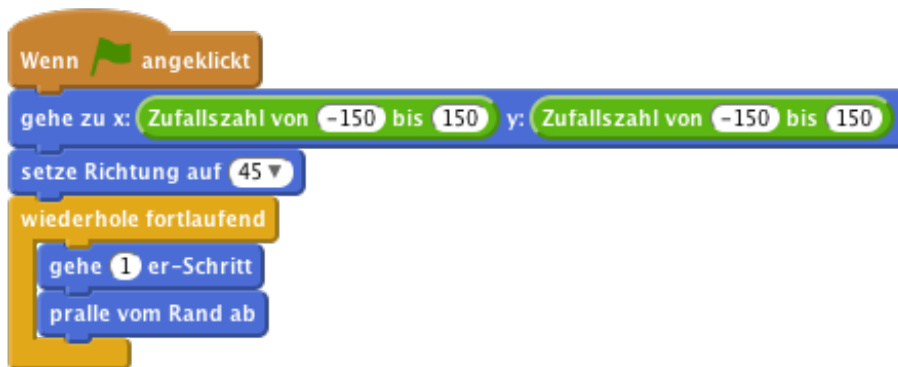 Wenn angeklickt
gehe zu x: Zufallszahl von -150 bis 150 y: Zufallszahl von -150 bis 150
setze Richtung auf 45
wiederhole fortlaufend
gehe 1 er-Schritt
pralle vom Rand ab